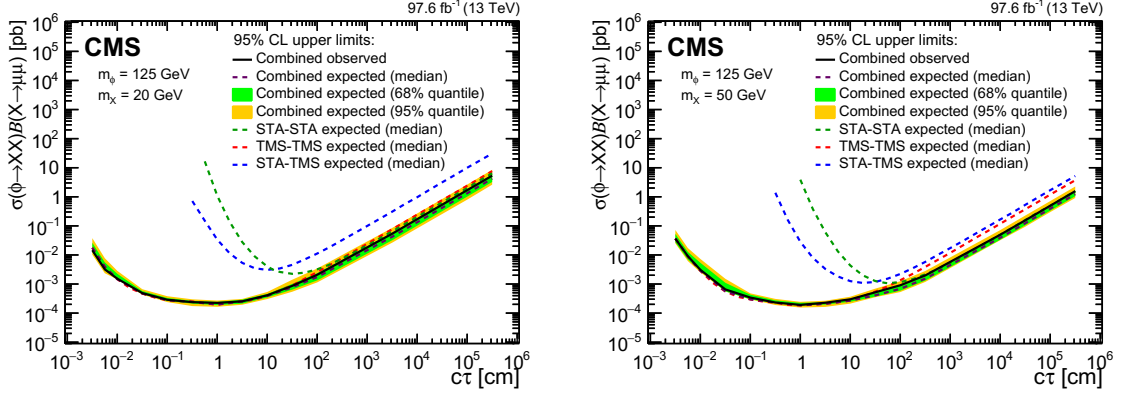 97.6 fb⁻¹ (13 TeV)
CMS
m_ϕ = 125 GeV
m_X = 20 GeV
95% CL upper limits:
Combined observed
Combined expected (median)
Combined expected (68% quantile)
Combined expected (95% quantile)
STA-STA expected (median)
TMS-TMS expected (median)
STA-TMS expected (median)
σ(ϕ→XX)B(X→μμ) [pb]
10⁶
10⁵
10⁴
10³
10²
10
1
10⁻¹
10⁻²
10⁻³
10⁻⁴
10⁻⁵
10⁻³ 10⁻² 10⁻¹ 1 10 10² 10³ 10⁴ 10⁵ 10⁶
cτ [cm]
97.6 fb⁻¹ (13 TeV)
CMS
m_ϕ = 125 GeV
m_X = 50 GeV
95% CL upper limits:
Combined observed
Combined expected (median)
Combined expected (68% quantile)
Combined expected (95% quantile)
STA-STA expected (median)
TMS-TMS expected (median)
STA-TMS expected (median)
σ(ϕ→XX)B(X→μμ) [pb]
10⁶
10⁵
10⁴
10³
10²
10
1
10⁻¹
10⁻²
10⁻³
10⁻⁴
10⁻⁵
10⁻³ 10⁻² 10⁻¹ 1 10 10² 10³ 10⁴ 10⁵ 10⁶
cτ [cm]